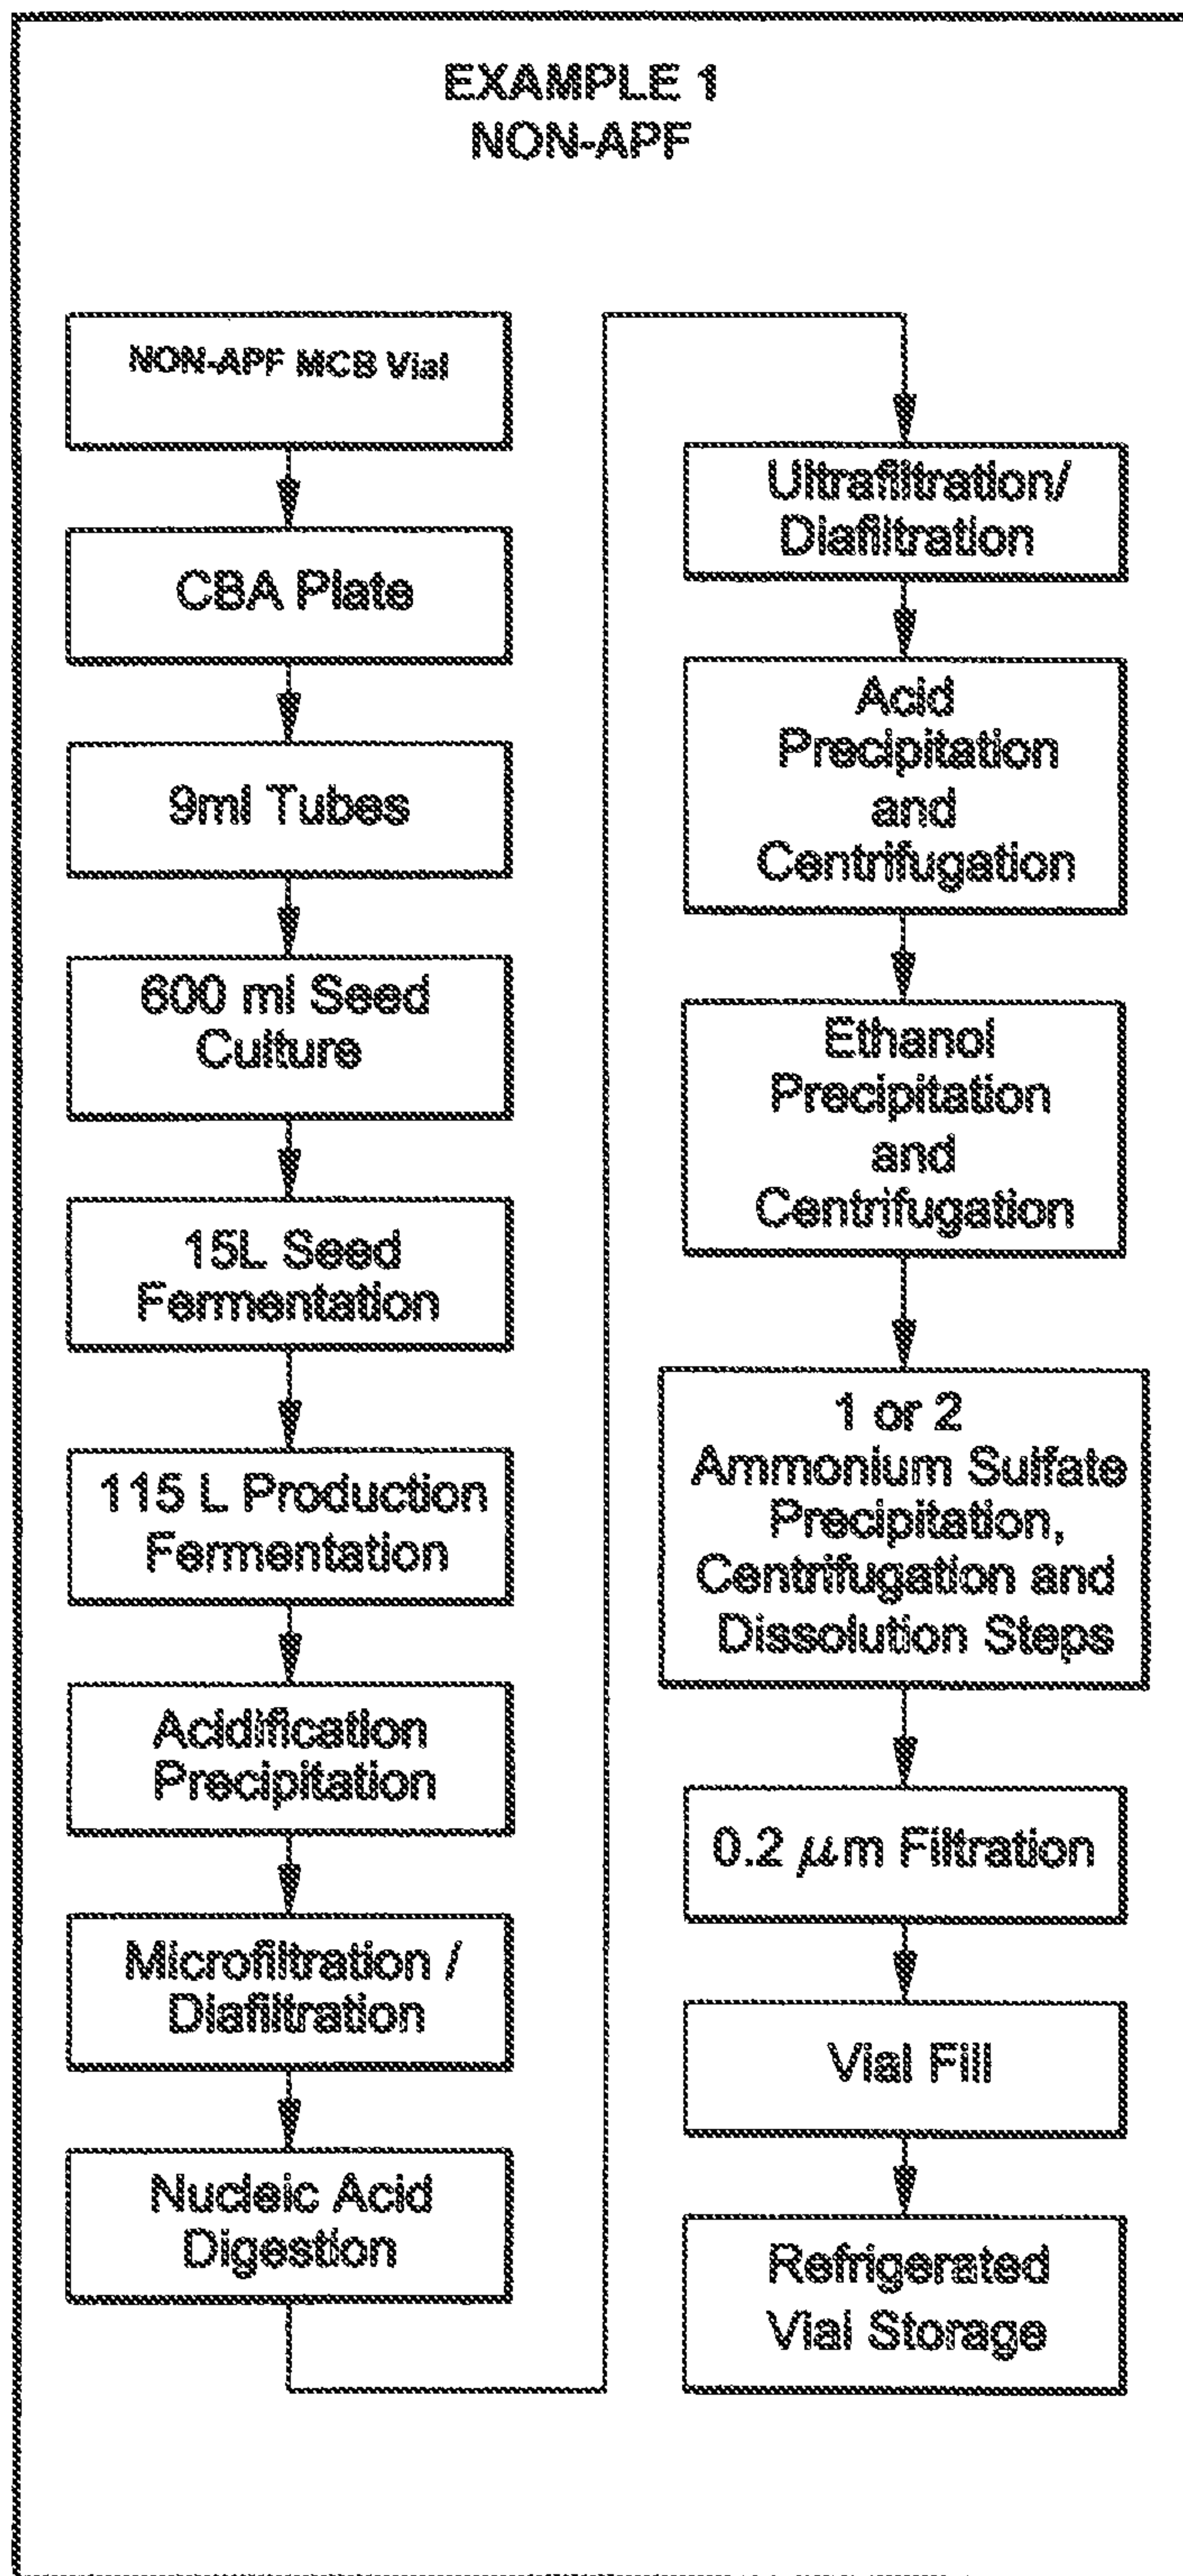 EXAMPLE 1
NON-APF
NON-APF MCB Vial
CBA Plate
9ml Tubes
600 ml Seed
Culture
15L Seed
Fermentation
115 L Production
Fermentation
Acidification
Precipitation
Microfiltration /
Diafiltration
Nucleic Acid
Digestion
Ultrafiltration/
Diafiltration
Acid
Precipitation
and
Centrifugation
Ethanol
Precipitation
and
Centrifugation
1 or 2
Ammonium Sulfate
Precipitation,
Centrifugation and
Dissolution Steps
0.2 μm Filtration
Vial Fill
Refrigerated
Vial Storage